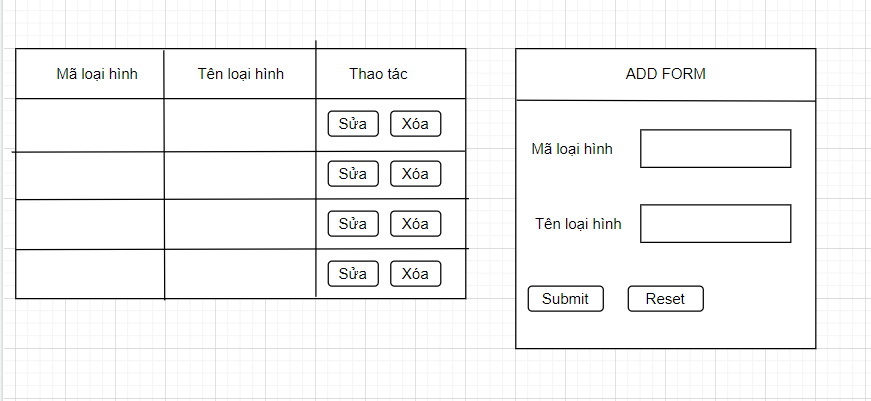 Mã loại hình
Tên loại hình
Thao tác
Sửa
Xóa
Sửa
Xóa
Sửa
Xóa
Sửa
Xóa
ADD FORM
Mã loại hình
Tên loại hình
Submit
Reset